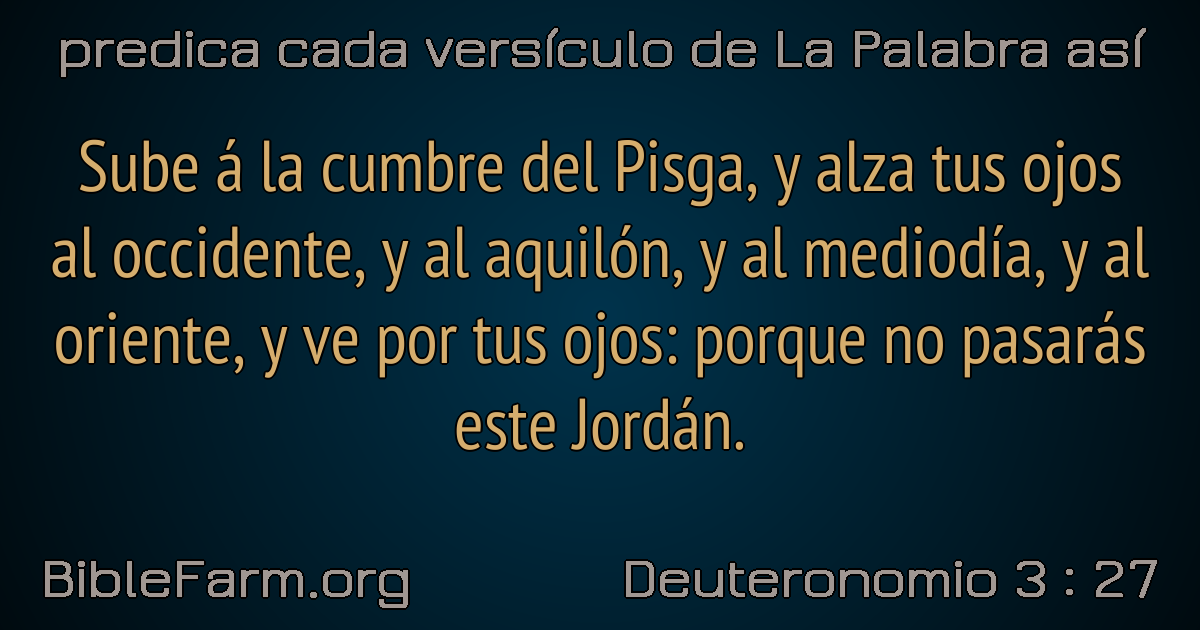 predica cada versículo de La Palabra así
Sube á la cumbre del Pisga, y alza tus ojos
al occidente, y al aquilón, y al mediodía, y al
oriente, y ve por tus ojos: porque no pasarás
este Jordán.
BibleFarm.org
Deuteronomio 3 : 27